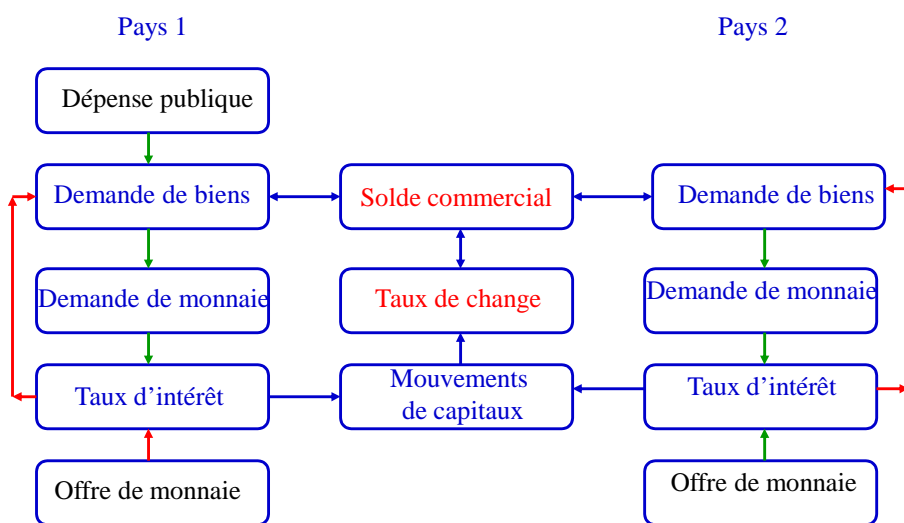 Pays 1
Pays 2
Dépense publique
Demande de biens
Solde commercial
Demande de biens
Demande de monnaie
Taux de change
Demande de monnaie
Taux d'intérêt
Mouvements
de capitaux
Taux d'intérêt
Offre de monnaie
Offre de monnaie